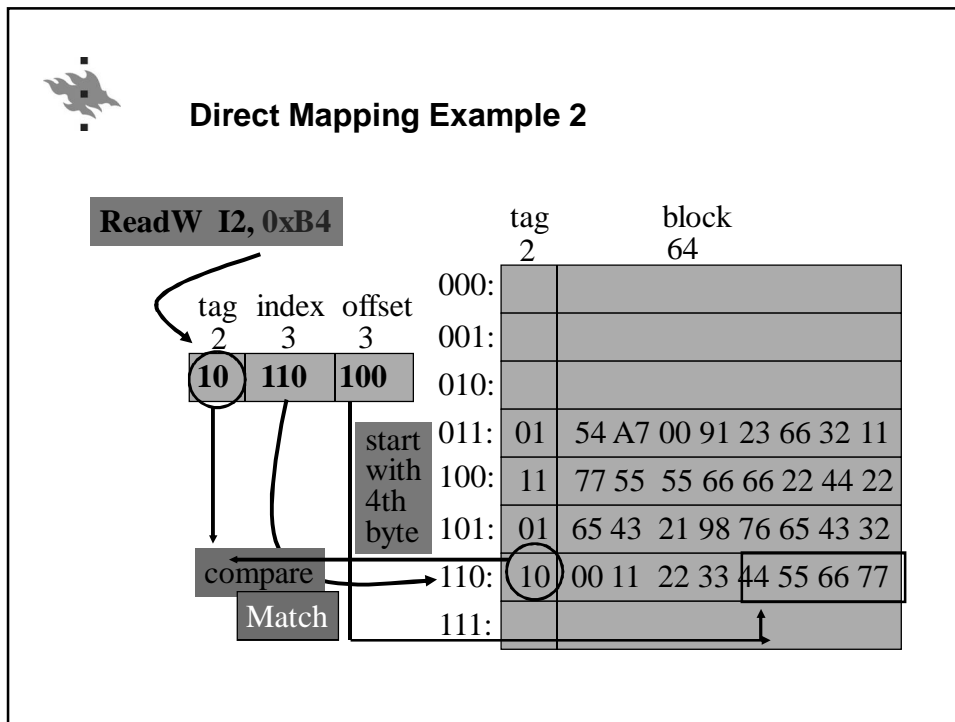 Direct Mapping Example 2
ReadW I2, 0xB4
tag index offset
2 3 3
10 110 100
start
with
4th
byte
compare
Match
tag block
2 64
000:
001:
010:
011: 01 54 A7 00 91 23 66 32 11
100: 11 77 55 55 66 66 22 44 22
101: 01 65 43 21 98 76 65 43 32
110: 10 00 11 22 33 44 55 66 77
111: